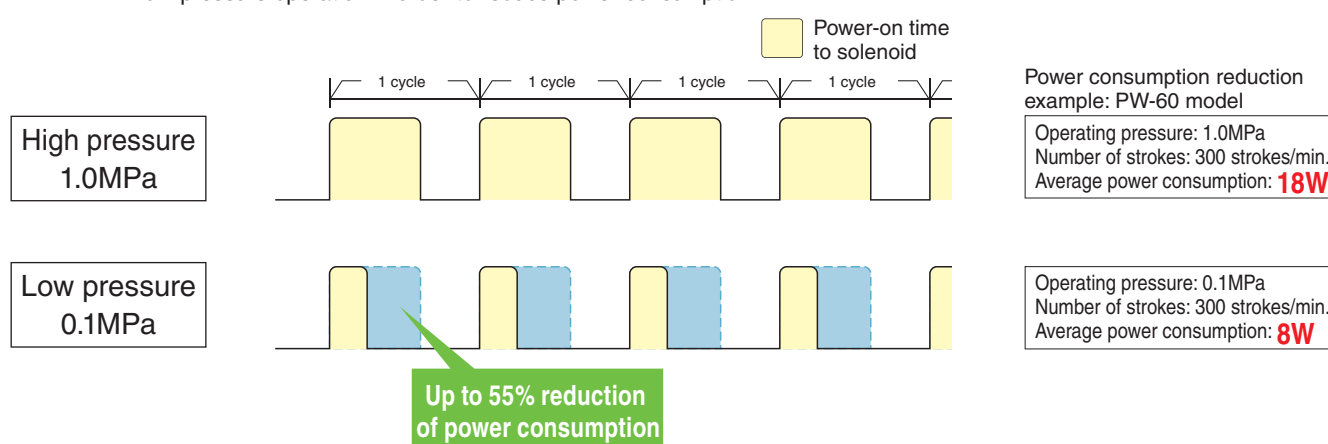 Power-on time
to solenoid
1 cycle 1 cycle 1 cycle 1 cycle
Power consumption reduction
example: PW-60 model
High pressure
1.0MPa
Operating pressure: 1.0MPa
Number of strokes: 300 strokes/min.
Average power consumption: 18W
Low pressure
0.1MPa
Operating pressure: 0.1MPa
Number of strokes: 300 strokes/min.
Average power consumption: 8W
Up to 55% reduction
of power consumption